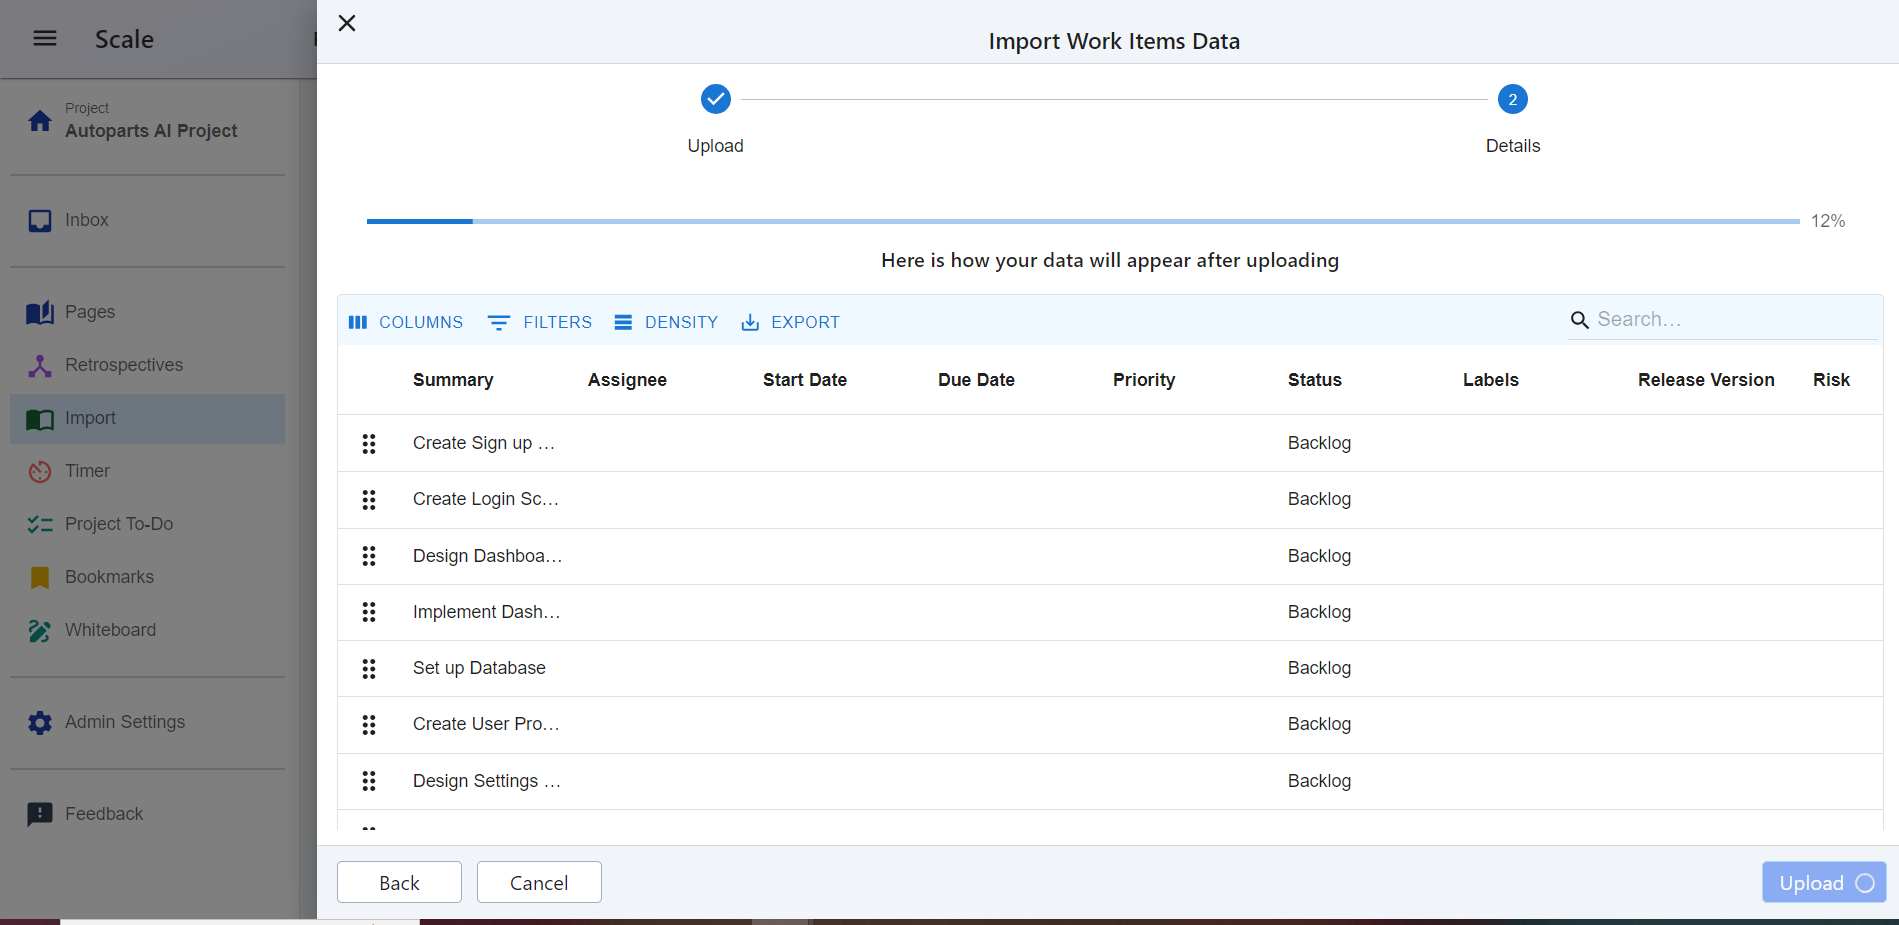 Scale
Import Work Items Data
Project
Autoparts AI Project
Inbox
Pages
Retrospectives
Import
Timer
Project To-Do
Bookmarks
Whiteboard
Admin Settings
Feedback
2
Upload
Details
12%
Here is how your data will appear after uploading
COLUMNS FILTERS DENSITY EXPORT Search...
Summary Assignee Start Date Due Date Priority Status Labels Release Version Risk
Create Sign up ... Backlog
Create Login Sc... Backlog
Design Dashboa... Backlog
Implement Dash... Backlog
Set up Database Backlog
Create User Pro... Backlog
Design Settings ... Backlog
Back Cancel Upload